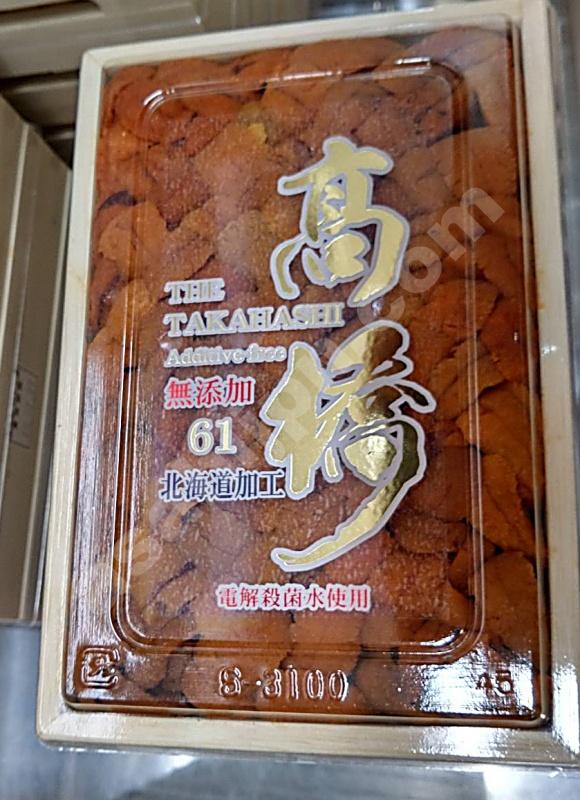 高橋
THE
TAKAHASHI
Additive-free
無添加
61
北海道加工
電解殺菌水使用
S-3100
45